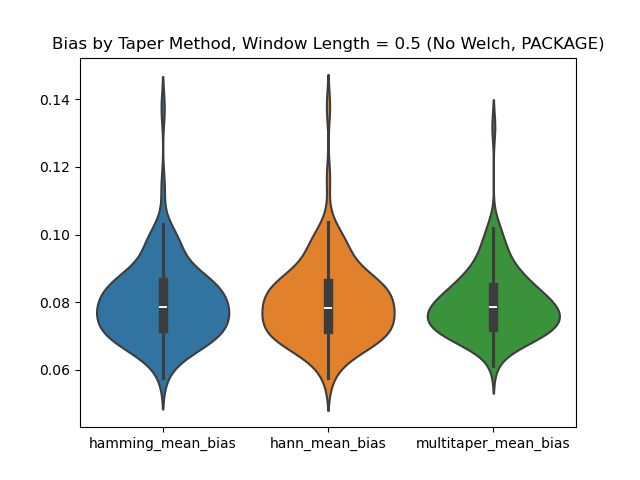 Bias by Taper Method, Window Length = 0.5 (No Welch, PACKAGE)
0.14
0.12
0.10
0.08
0.06
hamming_mean_bias hann_mean_bias multitaper_mean_bias